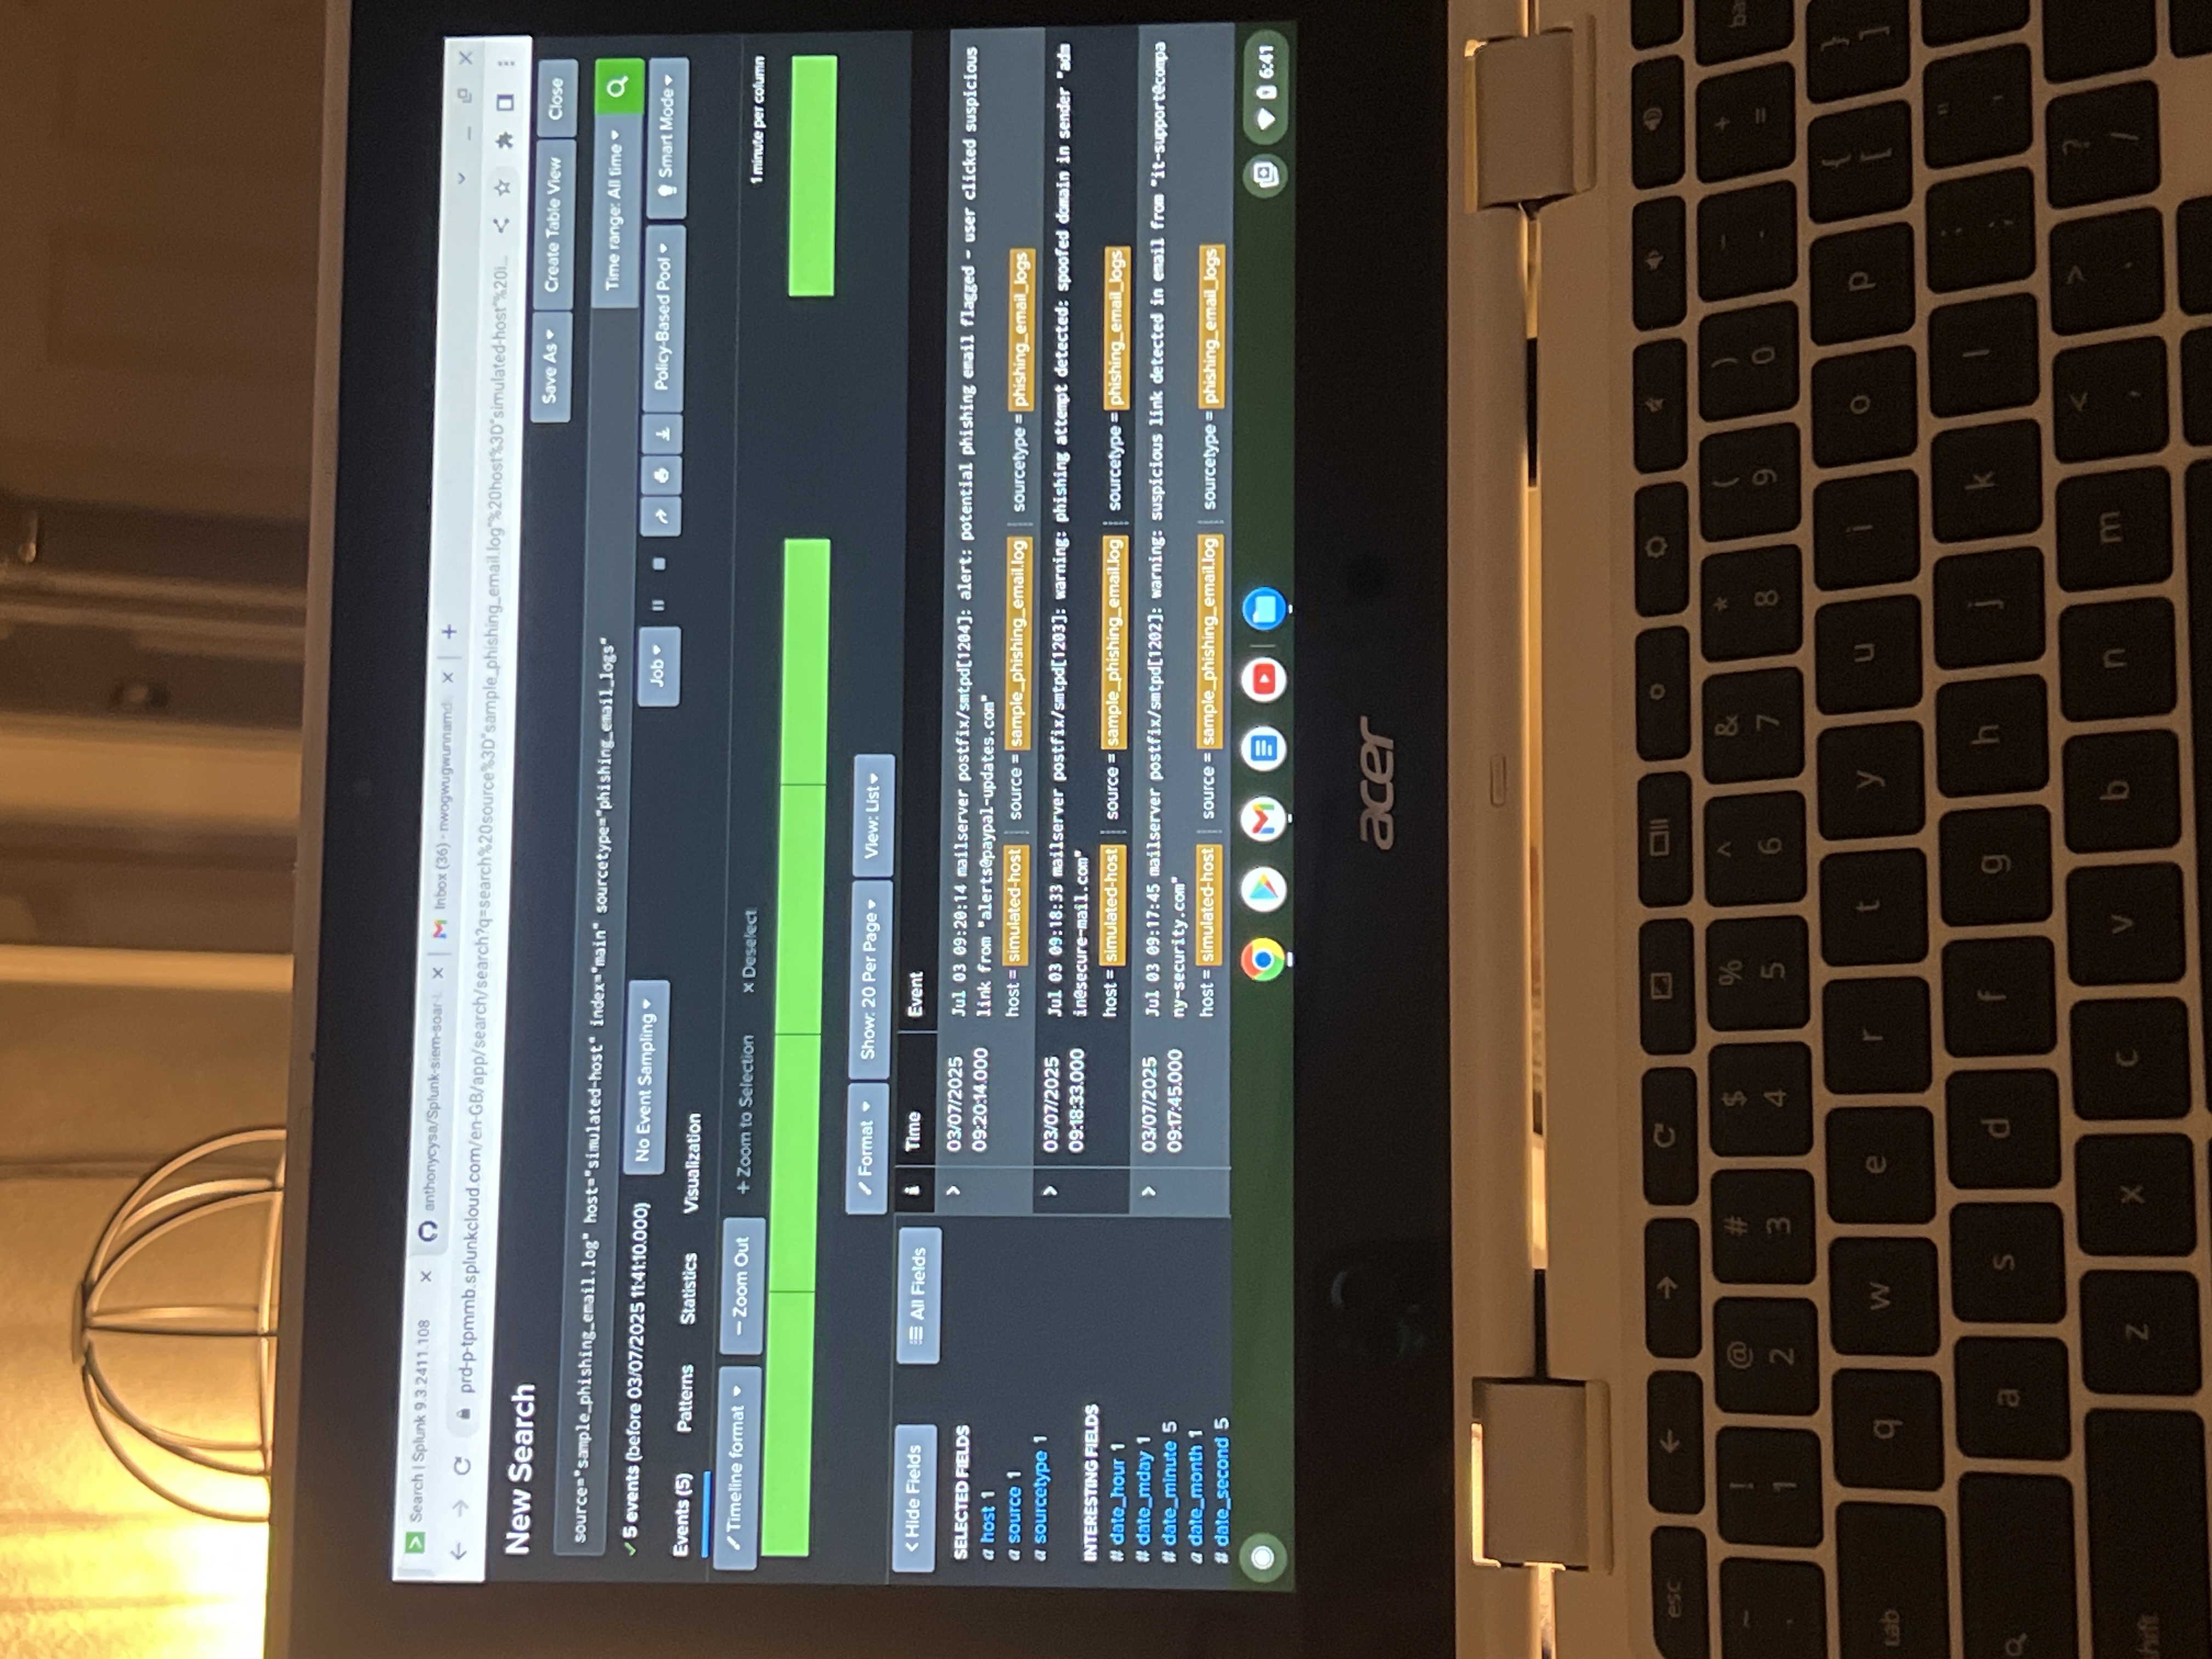 Search | Splunk 9.3.2411.108
anthonycysa/Splunk-siem-soar-
Inbox (36) - nwogwugwunnamd
prd-p-tpmmb.splunkcloud.com/en-GB/app/search/search?q=search%20source%3D"sample_phishing_email.log"%20host%3D"simulated-host"%20i...
New Search
Save As
Create Table View
Close
source="sample_phishing_email.log" host="simulated-host" index="main" sourcetype="phishing_email_logs"
Time range: All time
5 events (before 03/07/2025 11:41:10.000)
No Event Sampling
Job
Policy-Based Pool
Smart Mode
Events (5)
Patterns
Statistics
Visualization
Timeline format
— Zoom Out
+ Zoom to Selection
× Deselect
1 minute per column
Format
Show: 20 Per Page
View: List
< Hide Fields
All Fields
i
Time
Event
SELECTED FIELDS
a host 1
a source 1
a sourcetype 1
INTERESTING FIELDS
# date_hour 1
# date_mday 1
# date_minute 5
a date_month 1
# date_second 5
03/07/2025
09:20:14.000
Jul 03 09:20:14 mailserver postfix/smtpd[1204]: alert: potential phishing email flagged - user clicked suspicious
link from "alerts@paypal-updates.com"
host = simulated-host | source = sample_phishing_email.log | sourcetype = phishing_email_logs
03/07/2025
09:18:33.000
Jul 03 09:18:33 mailserver postfix/smtpd[1203]: warning: phishing attempt detected: spoofed domain in sender "adm
in@secure-mail.com"
host = simulated-host | source = sample_phishing_email.log | sourcetype = phishing_email_logs
03/07/2025
09:17:45.000
Jul 03 09:17:45 mailserver postfix/smtpd[1202]: warning: suspicious link detected in email from "it-support@compa
ny-security.com"
host = simulated-host | source = sample_phishing_email.log | sourcetype = phishing_email_logs
6:41
acer
esc
~ ! @ # $ % ^ & * ( ) - +
1 2 3 4 5 6 7 8 9 0 - = ba
tab q w e r t y u i o p { [ } ]
a s d f g h j k l : ; " '
shift z x c v b n m < , > . ? /